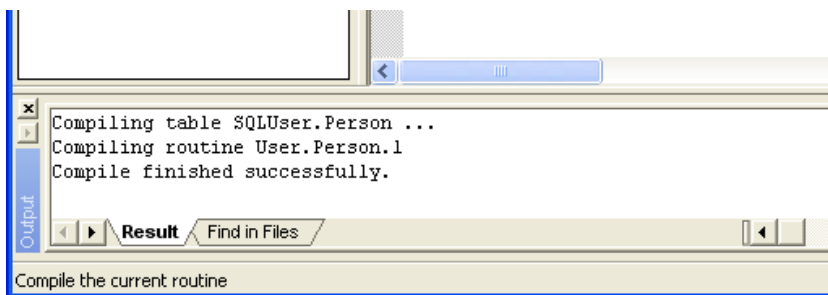 Compiling table SQLUser.Person ...
Compiling routine User.Person.1
Compile finished successfully.
Output
Result Find in Files
Compile the current routine